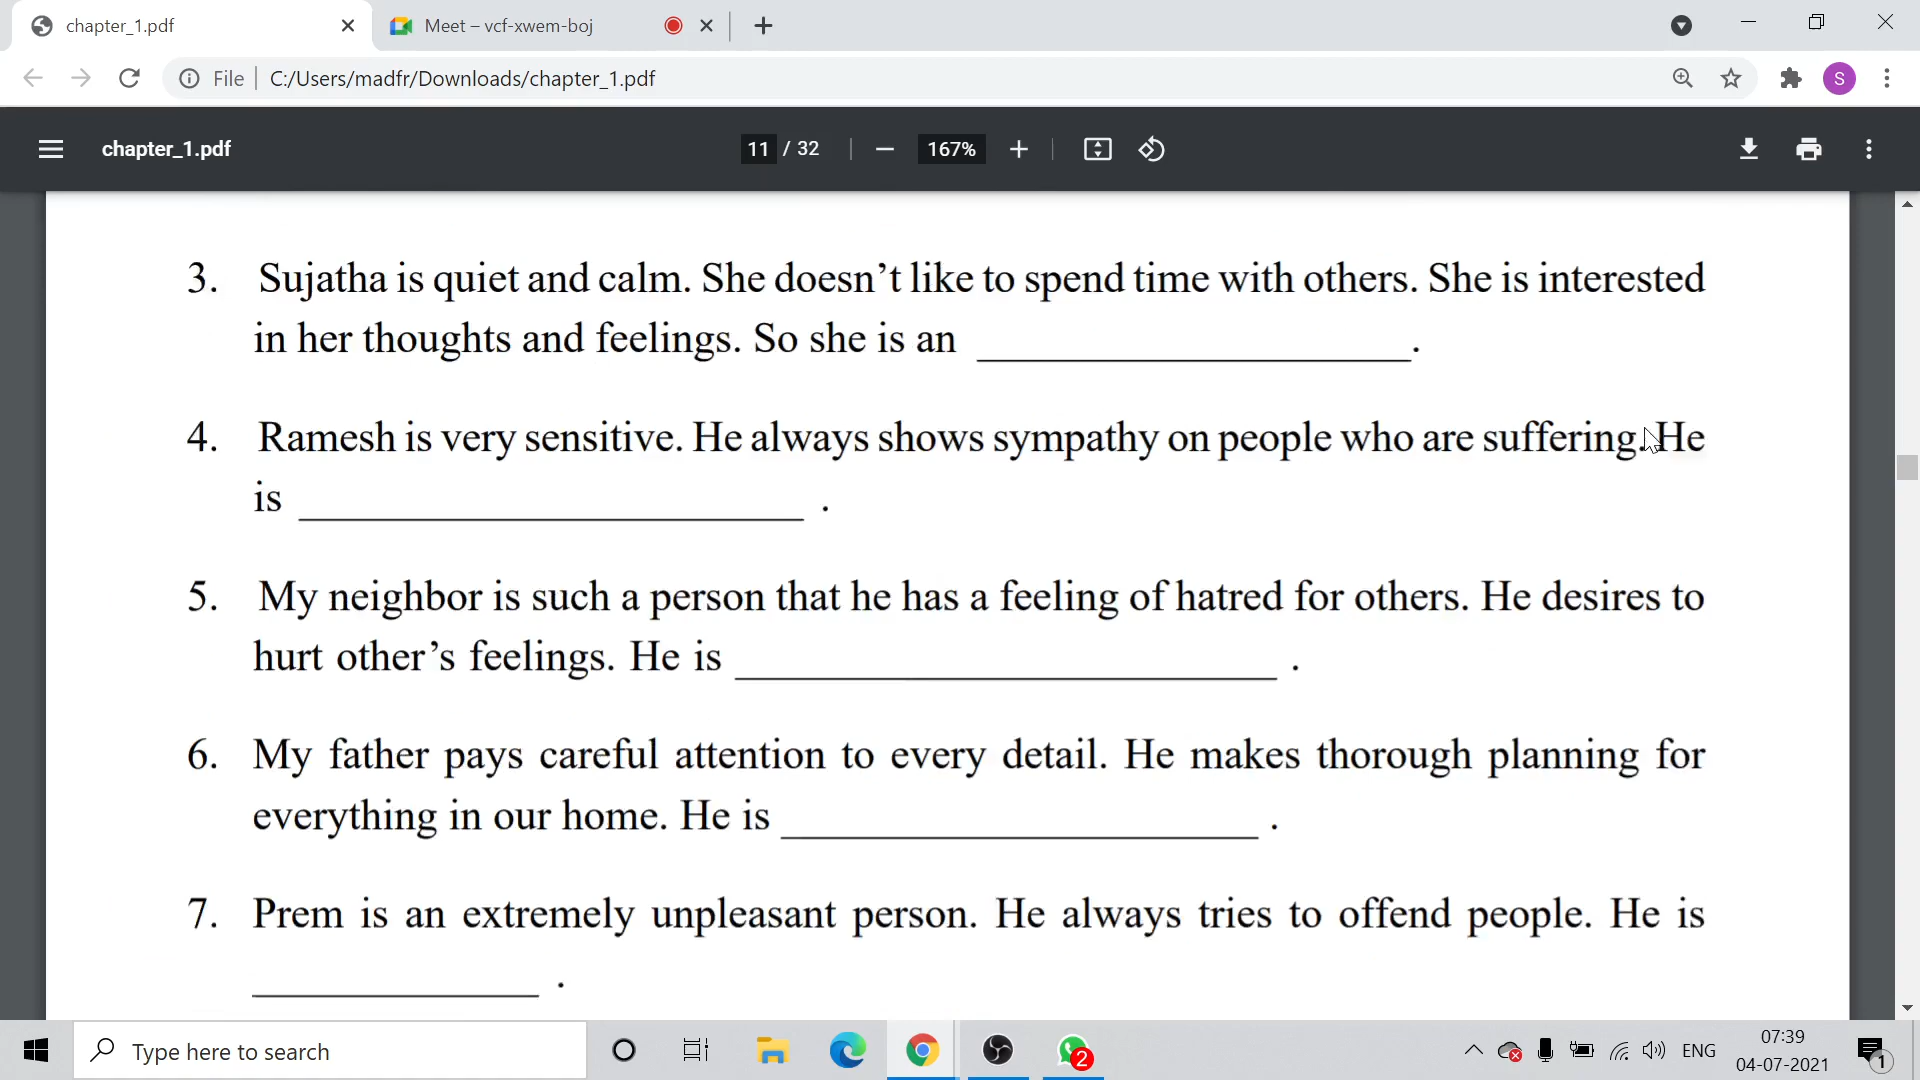 chapter_1.pdf
Meet – vcf-xwem-boj
File
C:/Users/madfr/Downloads/chapter_1.pdf
S
chapter_1.pdf
11 / 32
167%
3. Sujatha is quiet and calm. She doesn’t like to spend time with others. She is interested
in her thoughts and feelings. So she is an ____________________.
4. Ramesh is very sensitive. He always shows sympathy on people who are suffering. He
is ________________________ .
5. My neighbor is such a person that he has a feeling of hatred for others. He desires to
hurt other’s feelings. He is __________________________ .
6. My father pays careful attention to every detail. He makes thorough planning for
everything in our home. He is _______________________ .
7. Prem is an extremely unpleasant person. He always tries to offend people. He is
______________ .
Type here to search
2
ENG
07:39
04-07-2021
1